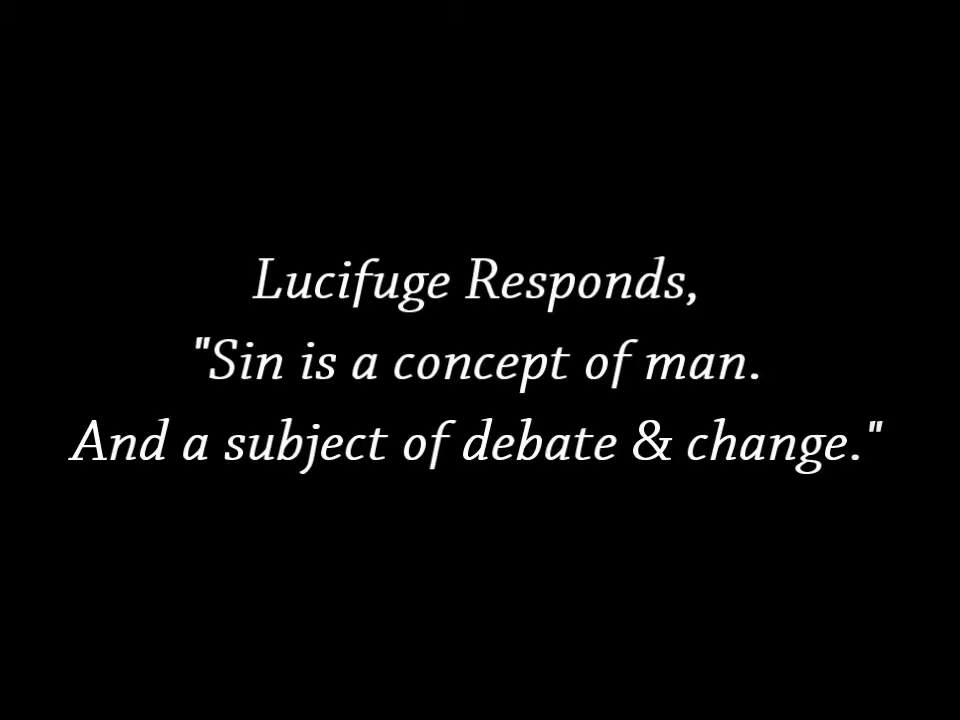 Lucifuge Responds,
"Sin is a concept of man.
And a subject of debate & change."